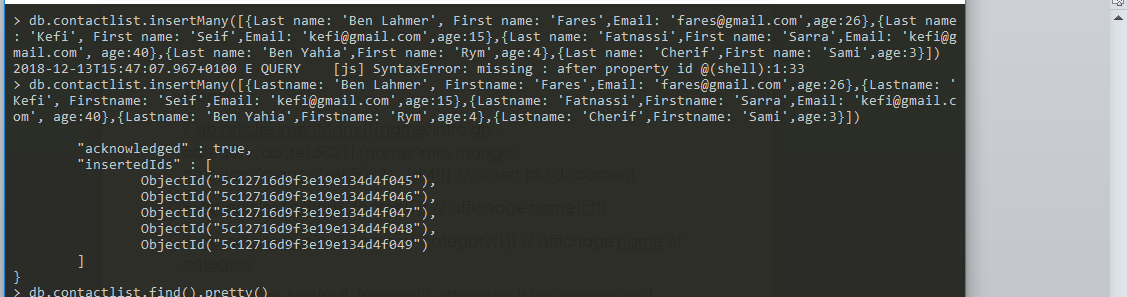 > db.contactlist.insertMany([{Last name: 'Ben Lahmer', First name: 'Fares',Email: 'fares@gmail.com',age:26},{Last name
: 'Kefi', First name: 'Seif',Email: 'kefi@gmail.com',age:15},{Last name: 'Fatnassi',First name: 'Sarra',Email: 'kefi@g
mail.com', age:40},{Last name: 'Ben Yahia',First name: 'Rym',age:4},{Last name: 'Cherif',First name: 'Sami',age:3}])
2018-12-13T15:47:07.967+0100 E QUERY    [js] SyntaxError: missing : after property id @(shell):1:33
> db.contactlist.insertMany([{Lastname: 'Ben Lahmer', Firstname: 'Fares',Email: 'fares@gmail.com',age:26},{Lastname: '
Kefi', Firstname: 'Seif',Email: 'kefi@gmail.com',age:15},{Lastname: 'Fatnassi',Firstname: 'Sarra',Email: 'kefi@gmail.c
om', age:40},{Lastname: 'Ben Yahia',Firstname: 'Rym',age:4},{Lastname: 'Cherif',Firstname: 'Sami',age:3}])
"acknowledged" : true,
"insertedIds" : [
ObjectId("5c12716d9f3e19e134d4f045"),
ObjectId("5c12716d9f3e19e134d4f046"),
ObjectId("5c12716d9f3e19e134d4f047"),
ObjectId("5c12716d9f3e19e134d4f048"),
ObjectId("5c12716d9f3e19e134d4f049")
]
}
> db.contactlist.find().pretty()